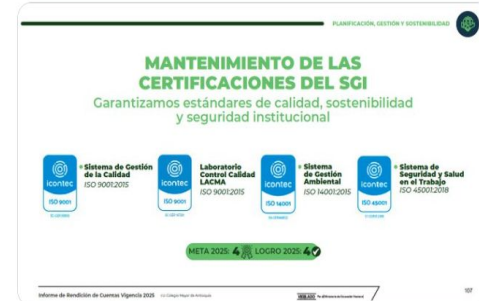 PLANIFICACIÓN, GESTIÓN Y SOSTENIBILIDAD
MANTENIMIENTO DE LAS
CERTIFICACIONES DEL SGI
Garantizamos estándares de calidad, sostenibilidad
y seguridad institucional
icontec
ISO 9001
Sistema de Gestión
de la Calidad
ISO 9001:2015
icontec
ISO 9001
Laboratorio
Control Calidad
LACMA
ISO 9001:2015
icontec
ISO 14001
Sistema
de Gestión
Ambiental
ISO 14001:2015
icontec
ISO 45001
Sistema de
Seguridad y Salud
en el Trabajo
ISO 45001:2018
META 2025: 4 LOGRO 2025: 4
Informe de Rendición de Cuentas Vigencia 2025
107